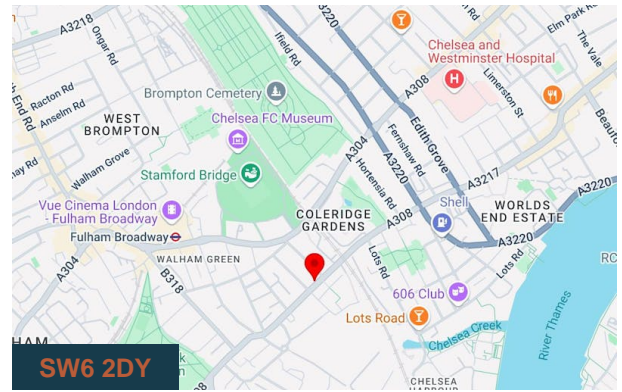 A3218
Ongar Rd
Ifield Rd
A3220
Elm Park Rd
The Vale
Chelsea and
Westminster Hospital
A308
Limerston St
Brompton Cemetery
Racton Rd
Anselm Rd
WEST
BROMPTON
Chelsea FC Museum
Edith Grove
Fernshaw Rd
A304
A3220
Hortensia Rd
Walham Grove
Stamford Bridge
A3217
Vue Cinema London
- Fulham Broadway
COLERIDGE
GARDENS
A308
Shell
WORLDS
END ESTATE
A3220
Fulham Broadway
WALHAM GREEN
A3220
Lots Rd
Lots Rd
A304
B318
606 Club
Lots Road
Chelsea Creek
River Thames
CHELSEA
SW6 2DY